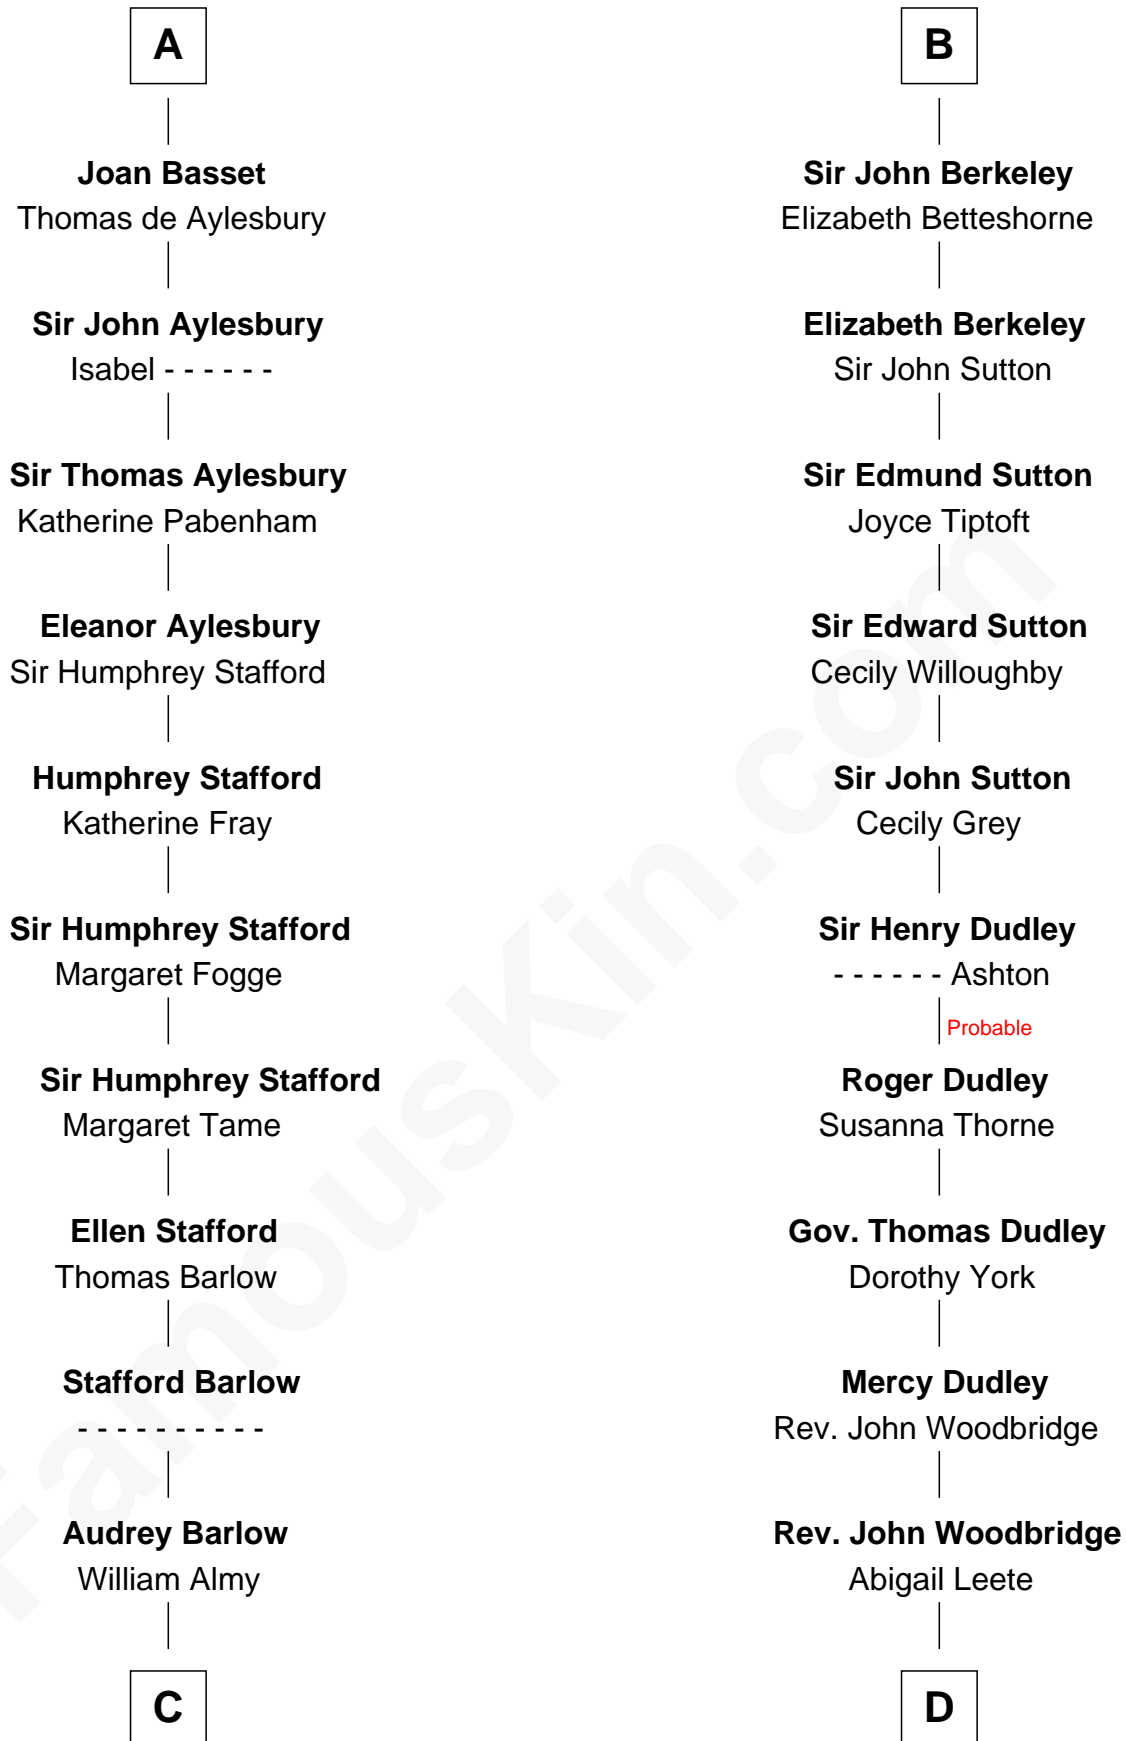 A
Joan Basset
Thomas de Aylesbury
Sir John Aylesbury
Isabel - - - - - -
Sir Thomas Aylesbury
Katherine Pabenham
Eleanor Aylesbury
Sir Humphrey Stafford
Humphrey Stafford
Katherine Fray
Sir Humphrey Stafford
Margaret Fogge
Sir Humphrey Stafford
Margaret Tame
Ellen Stafford
Thomas Barlow
Stafford Barlow
- - - - - - - - - -
Audrey Barlow
William Almy
C
B
Sir John Berkeley
Elizabeth Betteshorne
Elizabeth Berkeley
Sir John Sutton
Sir Edmund Sutton
Joyce Tiptoft
Sir Edward Sutton
Cecily Willoughby
Sir John Sutton
Cecily Grey
Sir Henry Dudley
- - - - - - Ashton
Probable
Roger Dudley
Susanna Thorne
Gov. Thomas Dudley
Dorothy York
Mercy Dudley
Rev. John Woodbridge
Rev. John Woodbridge
Abigail Leete
D
FamousKin.com